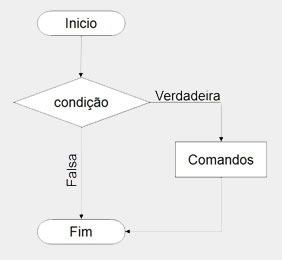 Inicio
condição
Verdadeira
Comandos
Falsa
Fim